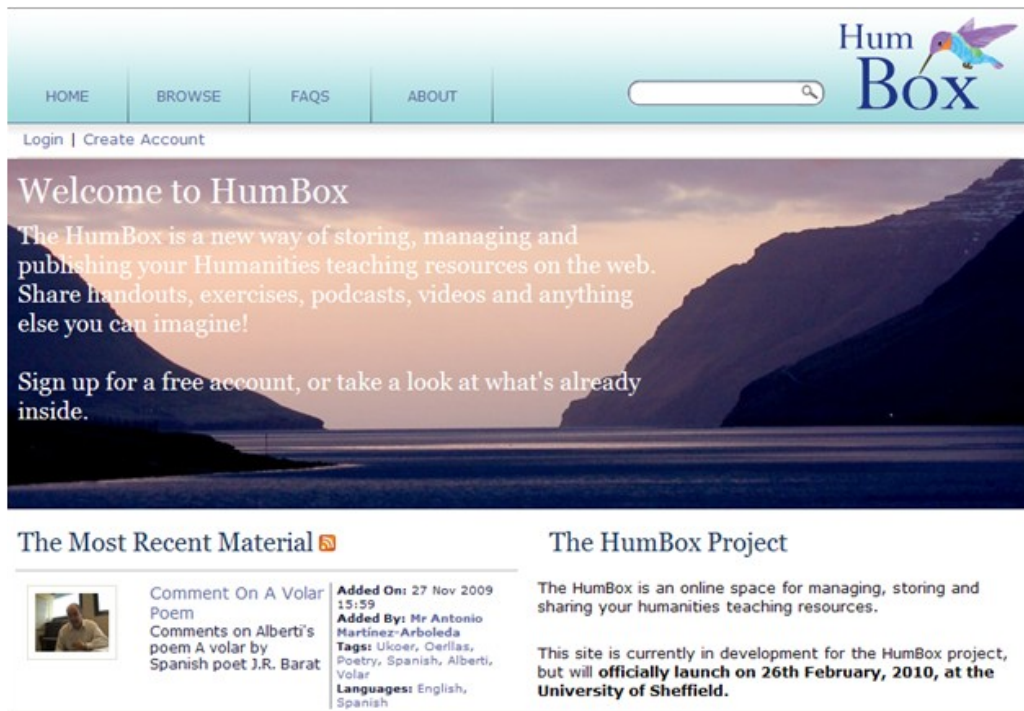 Hum
Box
HOME BROWSE FAQS ABOUT
Login | Create Account
Welcome to HumBox
The HumBox is a new way of storing, managing and
publishing your Humanities teaching resources on the web.
Share handouts, exercises, podcasts, videos and anything
else you can imagine!
Sign up for a free account, or take a look at what's already
inside.
The Most Recent Material
Comment On A Volar
Poem
Comments on Alberti's
poem A volar by
Spanish poet J.R. Barat
Added On: 27 Nov 2009
15:59
Added By: Mr Antonio
Martínez-Arboleda
Tags: Ukoer, Oerllas,
Poetry, Spanish, Alberti,
Volar
Languages: English,
Spanish
The HumBox Project
The HumBox is an online space for managing, storing and
sharing your humanities teaching resources.
This site is currently in development for the HumBox project,
but will officially launch on 26th February, 2010, at the
University of Sheffield.